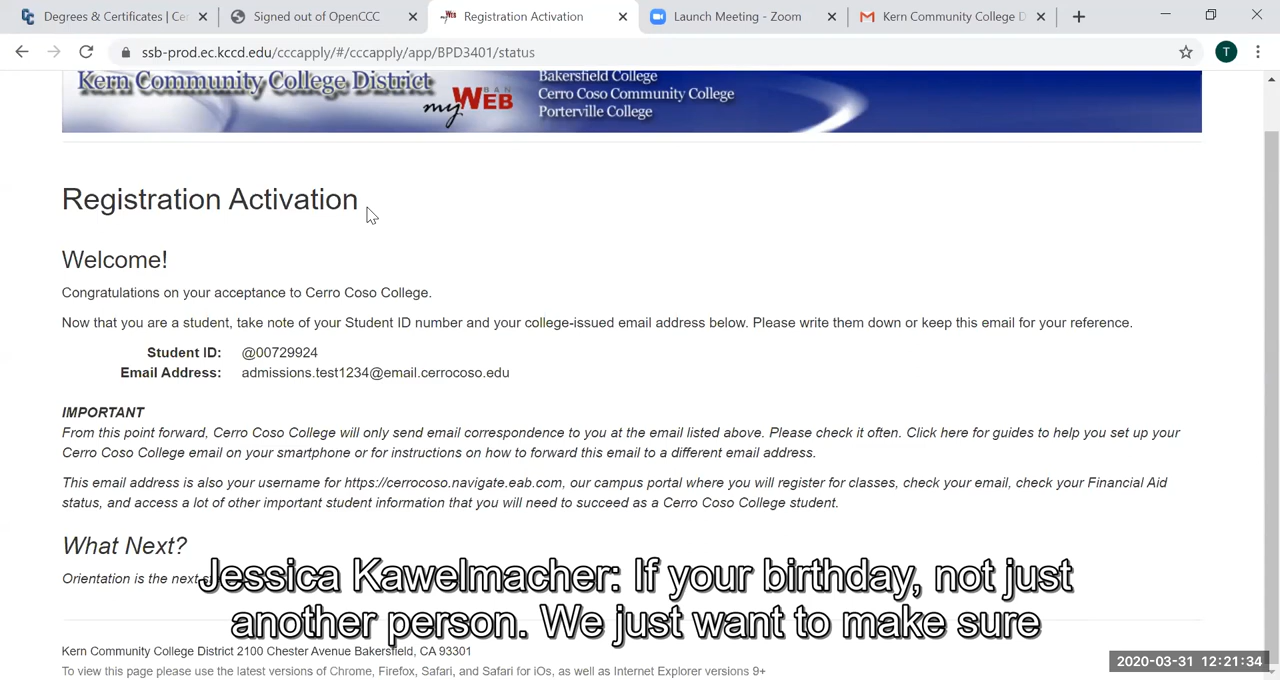 Degrees & Certificates | Cer
Signed out of OpenCCC
Registration Activation
Launch Meeting - Zoom
Kern Community College D
ssb-prod.ec.kccd.edu/cccapply/#/cccapply/app/BPD3401/status
T
Kern Community College District
myWEB
BAN
Bakersfield College
Cerro Coso Community College
Porterville College
Registration Activation
Welcome!
Congratulations on your acceptance to Cerro Coso College.
Now that you are a student, take note of your Student ID number and your college-issued email address below. Please write them down or keep this email for your reference.
Student ID: @00729924
Email Address: admissions.test1234@email.cerrocoso.edu
IMPORTANT
From this point forward, Cerro Coso College will only send email correspondence to you at the email listed above. Please check it often. Click here for guides to help you set up your
Cerro Coso College email on your smartphone or for instructions on how to forward this email to a different email address.
This email address is also your username for https://cerrocoso.navigate.eab.com, our campus portal where you will register for classes, check your email, check your Financial Aid
status, and access a lot of other important student information that you will need to succeed as a Cerro Coso College student.
What Next?
Orientation is the next
Jessica Kawelmacher: If your birthday, not just
another person. We just want to make sure
Kern Community College District 2100 Chester Avenue Bakersfield, CA 93301
To view this page please use the latest versions of Chrome, Firefox, Safari, and Safari for iOs, as well as Internet Explorer versions 9+
2020-03-31 12:21:34